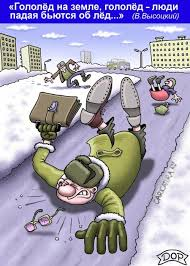 «Гололёд на земле, гололёд - люди
падая бьются об лёд...» (В.Высоцкий)
DOP